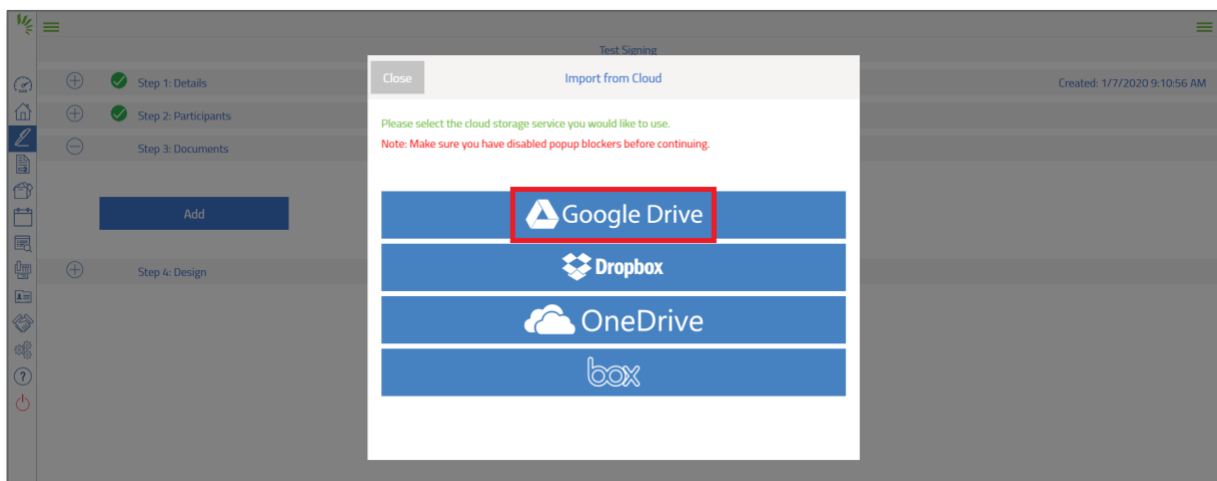 Test Signing
Close
Import from Cloud
Step 1: Details
Created: 1/7/2020 9:10:56 AM
Step 2: Participants
Please select the cloud storage service you would like to use.
Note: Make sure you have disabled popup blockers before continuing.
Step 3: Documents
Add
Google Drive
Dropbox
OneDrive
box
Step 4: Design